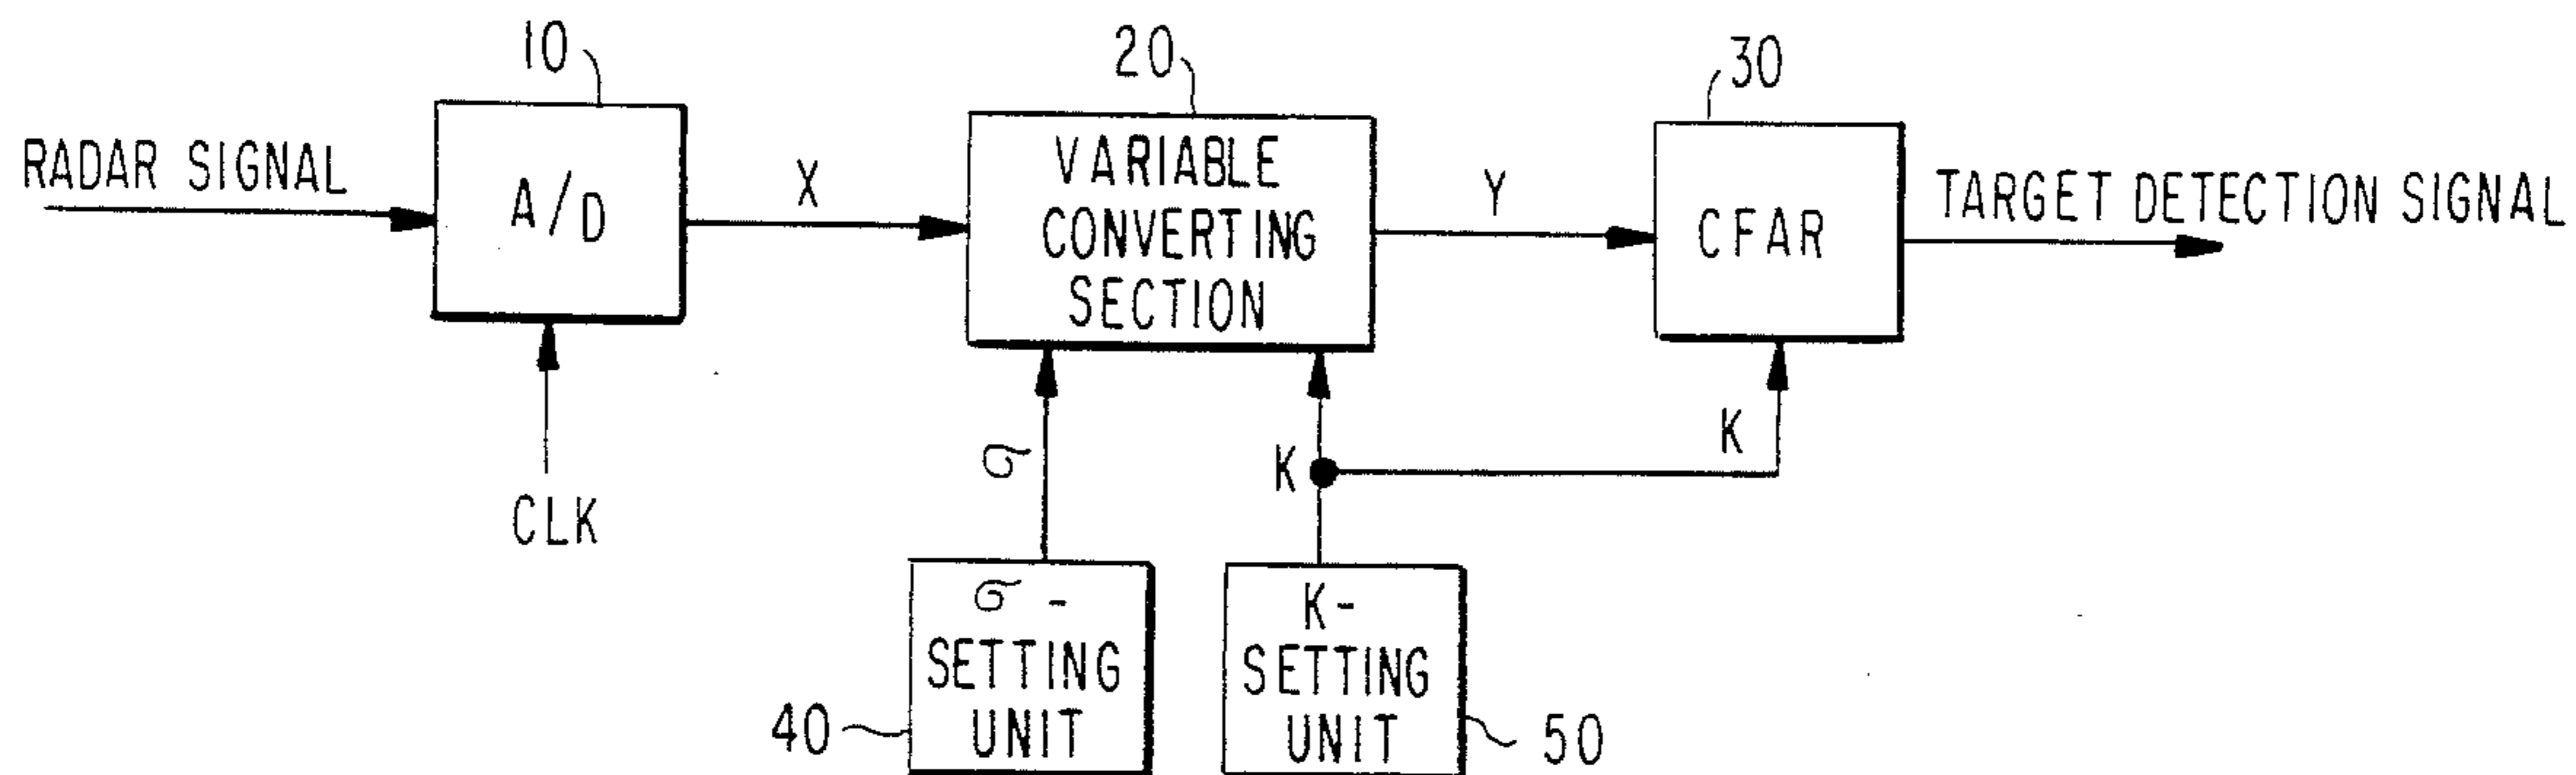 10
20
30
RADAR SIGNAL
A/D
X
VARIABLE
CONVERTING
SECTION
Y
CFAR
TARGET DETECTION SIGNAL
CLK
σ
K
K
σ -
SETTING
UNIT
40
K-
SETTING
UNIT
50